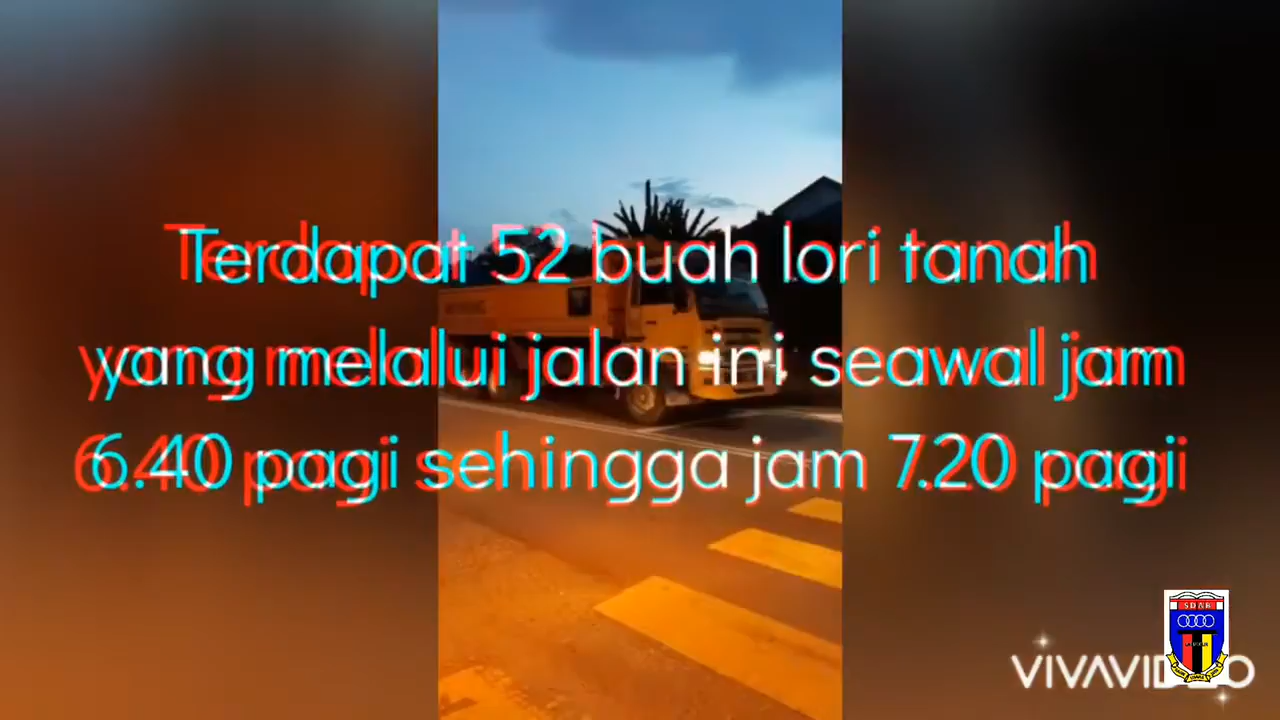 Terdapat 52 buah lori tanah
yang melalui jalan ini seawal jam
6.40 pagi sehingga jam 7.20 pagi
SDAR